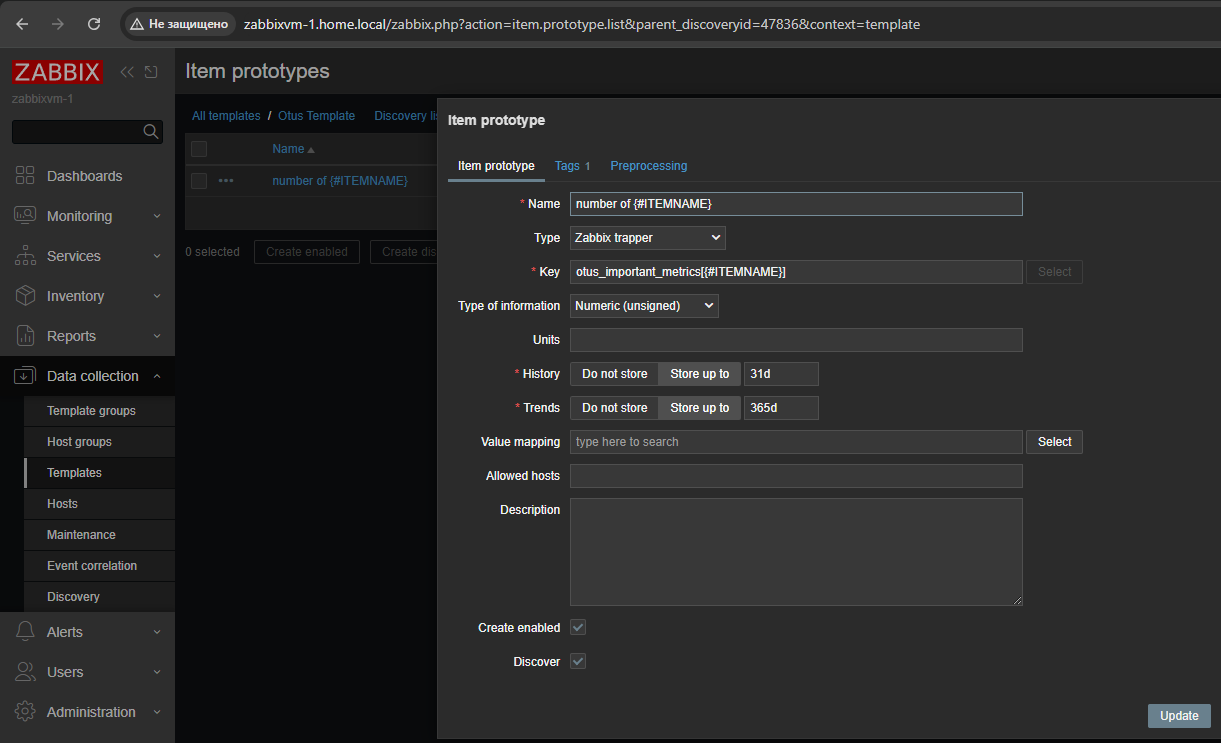 Не защищено zabbixvm-1.home.local/zabbix.php?action=item.prototype.list&parent_discoveryid=47836&context=template
ZABBIX
zabbixvm-1
Dashboards
Monitoring
Services
Inventory
Reports
Data collection
Template groups
Host groups
Templates
Hosts
Maintenance
Event correlation
Discovery
Alerts
Users
Administration
Item prototypes
All templates / Otus Template Discovery lis
Name
number of {#ITEMNAME}
0 selected Create enabled Create dis
Item prototype
Item prototype Tags 1 Preprocessing
* Name number of {#ITEMNAME}
Type Zabbix trapper
* Key otus_important_metrics[{#ITEMNAME}] Select
Type of information Numeric (unsigned)
Units
* History Do not store Store up to 31d
* Trends Do not store Store up to 365d
Value mapping type here to search Select
Allowed hosts
Description
Create enabled
Discover
Update